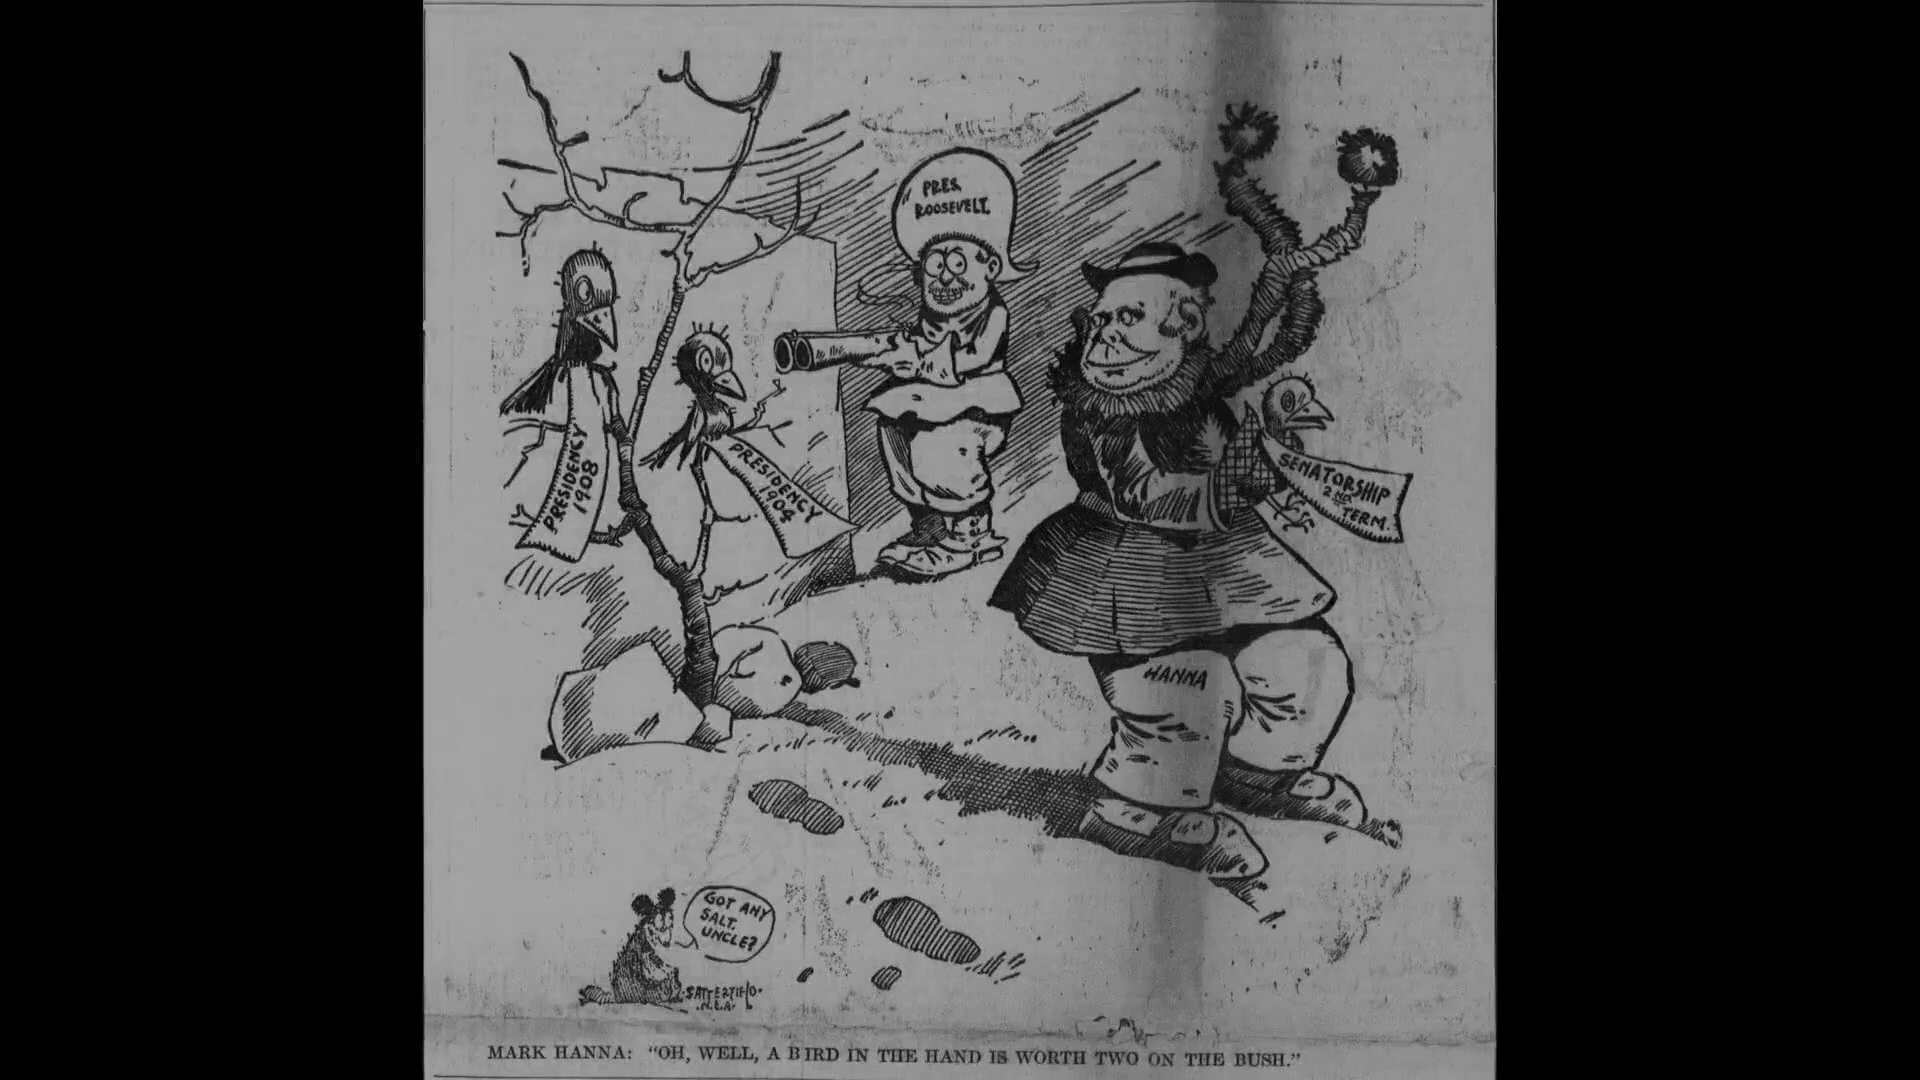 PRES.
ROOSEVELT.
PRESIDENCY
1908
PRESIDENCY
1904
SENATORSHIP
2ND
TERM.
HANNA
GOT ANY
SALT,
UNCLE?
SATTERFIELD.
N.E.A.
MARK HANNA: "OH, WELL, A BIRD IN THE HAND IS WORTH TWO ON THE BUSH."